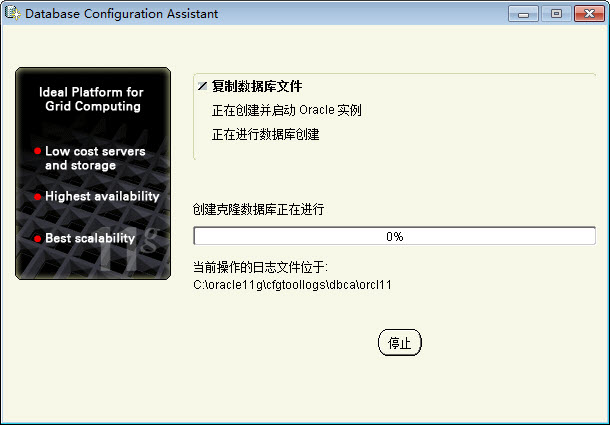 Database Configuration Assistant
Ideal Platform for
Grid Computing
Low cost servers
and storage
Highest availability
Best scalability
11g
复制数据库文件
正在创建并启动 Oracle 实例
正在进行数据库创建
创建克隆数据库正在进行
0%
当前操作的日志文件位于:
C:\oracle11g\cfgtoollogs\dbca\orcl11
停止